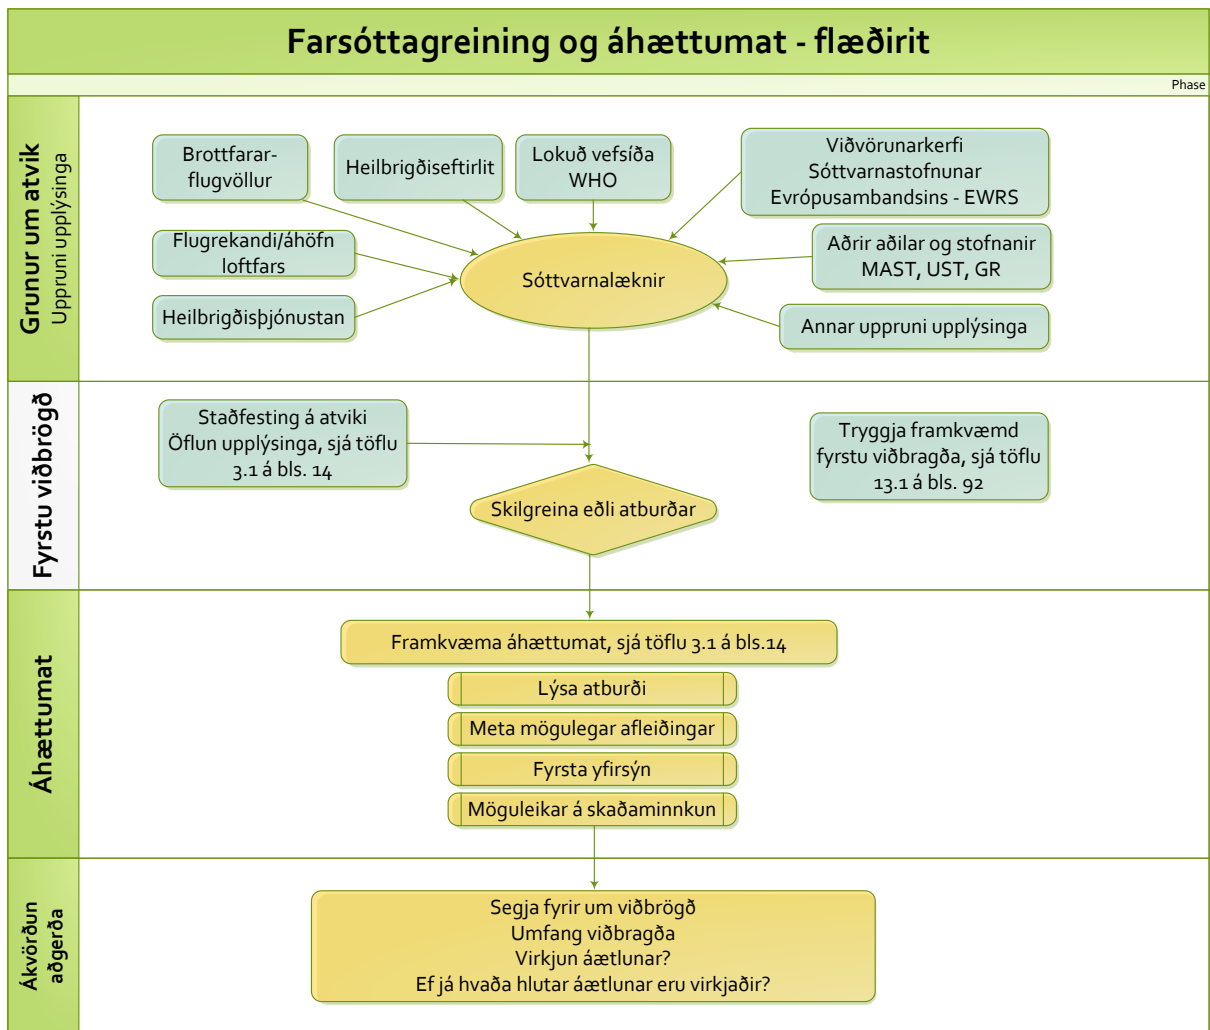 Farsóttagreining og áhættumat - flæðirit
Phase
Grunur um atvik
Uppruni upplýsinga
Brottfarar-
flugvöllur
Heilbrigðiseftirlit
Lokuð vefsíða
WHO
Viðvörunarkerfi
Sóttvarnastofnunar
Evrópusambandsins - EWRS
Flugrekandi/áhöfn
loftfars
Sóttvarnalæknir
Aðrir aðilar og stofnanir
MAST, UST, GR
Heilbrigðisþjónustan
Annar uppruni upplýsinga
Fyrstu viðbrögð
Staðfesting á atviki
Öflun upplýsinga, sjá töflu
3.1 á bls. 14
Tryggja framkvæmd
fyrstu viðbragða, sjá töflu
13.1 á bls. 92
Skilgreina eðli atburðar
Áhættumat
Framkvæma áhættumat, sjá töflu 3.1 á bls.14
Lýsa atburði
Meta mögulegar afleiðingar
Fyrsta yfirsýn
Möguleikar á skaðaminnkun
Ákvörðun
aðgerða
Segja fyrir um viðbrögð
Umfang viðbragða
Virkjun áætlunar?
Ef já hvaða hlutar áætlunar eru virkjaðir?